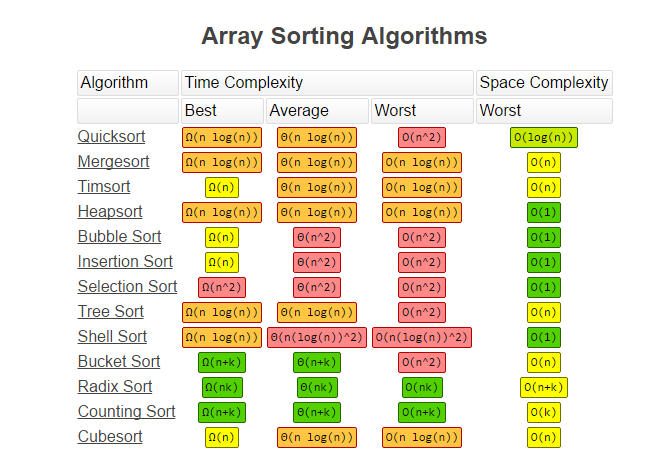 Array Sorting Algorithms
Algorithm Time Complexity Space Complexity
Best Average Worst Worst
Quicksort Ω(n log(n)) Θ(n log(n)) O(n^2) O(log(n))
Mergesort Ω(n log(n)) Θ(n log(n)) O(n log(n)) O(n)
Timsort Ω(n) Θ(n log(n)) O(n log(n)) O(n)
Heapsort Ω(n log(n)) Θ(n log(n)) O(n log(n)) O(1)
Bubble Sort Ω(n) Θ(n^2) O(n^2) O(1)
Insertion Sort Ω(n) Θ(n^2) O(n^2) O(1)
Selection Sort Ω(n^2) Θ(n^2) O(n^2) O(1)
Tree Sort Ω(n log(n)) Θ(n log(n)) O(n^2) O(n)
Shell Sort Ω(n log(n)) Θ(n(log(n))^2) O(n(log(n))^2) O(1)
Bucket Sort Ω(n+k) Θ(n+k) O(n^2) O(n)
Radix Sort Ω(nk) Θ(nk) O(nk) O(n+k)
Counting Sort Ω(n+k) Θ(n+k) O(n+k) O(k)
Cubesort Ω(n) Θ(n log(n)) O(n log(n)) O(n)